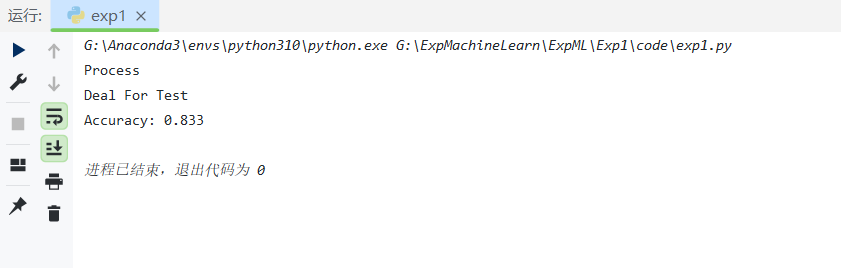 运行: exp1
G:\Anaconda3\envs\python310\python.exe G:\ExpMachineLearn\ExpML\Exp1\code\exp1.py
Process
Deal For Test
Accuracy: 0.833
进程已结束，退出代码为 0